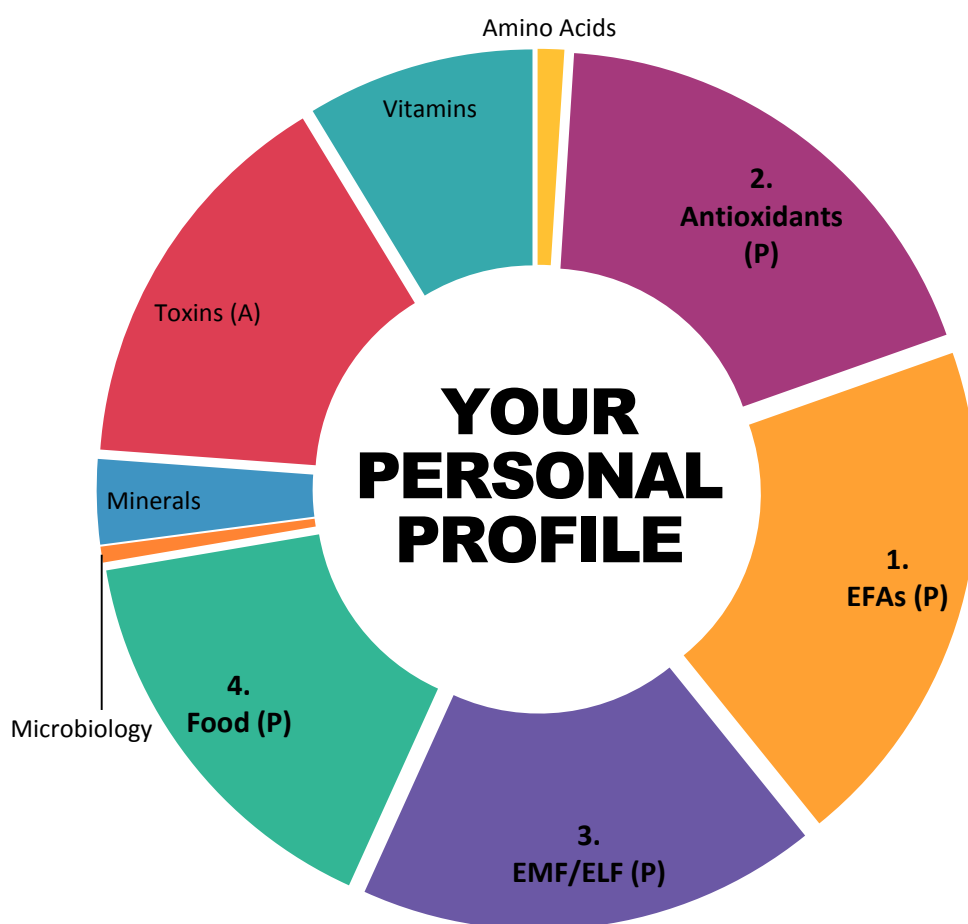 Amino Acids
Vitamins
2.
Antioxidants
(P)
Toxins (A)
YOUR
PERSONAL
PROFILE
Minerals
1.
EFAs (P)
4.
Food (P)
Microbiology
3.
EMF/ELF (P)